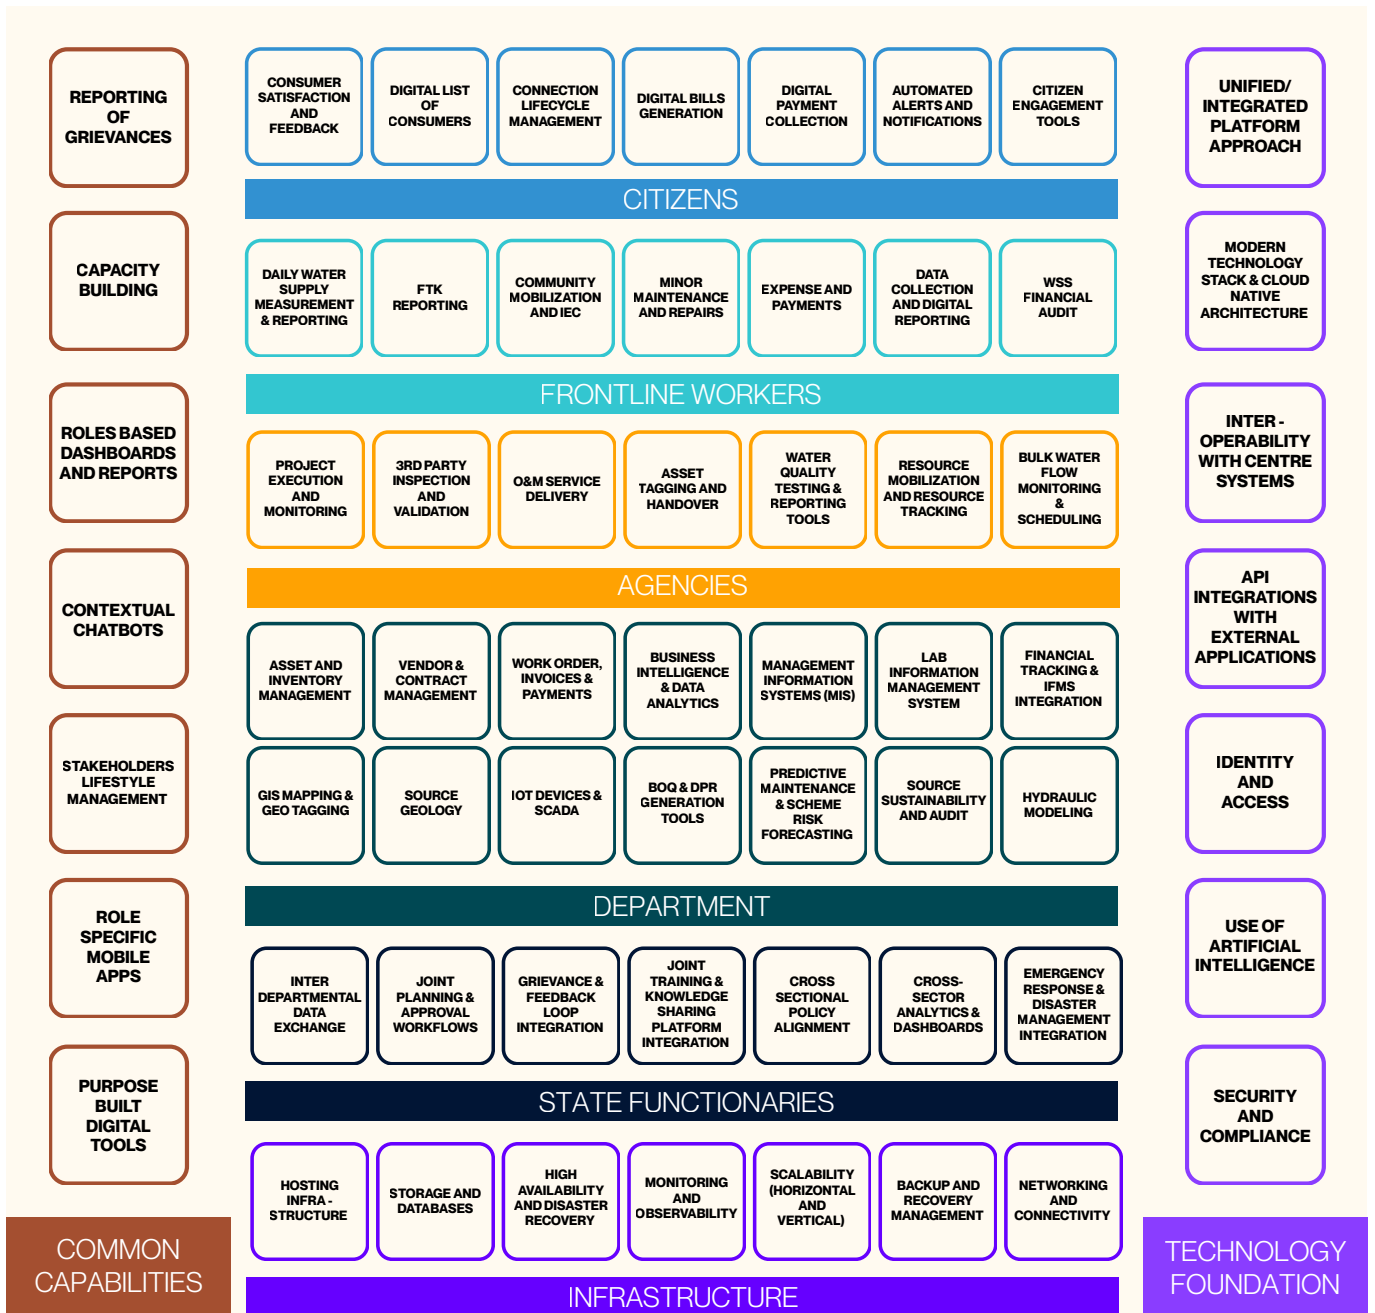 REPORTING
OF
GRIEVANCES
CAPACITY
BUILDING
ROLES BASED
DASHBOARDS
AND REPORTS
CONTEXTUAL
CHATBOTS
STAKEHOLDERS
LIFESTYLE
MANAGEMENT
ROLE
SPECIFIC
MOBILE
APPS
PURPOSE
BUILT
DIGITAL
TOOLS
COMMON
CAPABILITIES
CONSUMER
SATISFACTION
AND
FEEDBACK
DIGITAL LIST
OF
CONSUMERS
CONNECTION
LIFECYCLE
MANAGEMENT
DIGITAL BILLS
GENERATION
DIGITAL
PAYMENT
COLLECTION
AUTOMATED
ALERTS AND
NOTIFICATIONS
CITIZEN
ENGAGEMENT
TOOLS
CITIZENS
DAILY WATER
SUPPLY
MEASUREMENT
& REPORTING
FTK
REPORTING
COMMUNITY
MOBILIZATION
AND IEC
MINOR
MAINTENANCE
AND REPAIRS
EXPENSE AND
PAYMENTS
DATA
COLLECTION
AND DIGITAL
REPORTING
WSS
FINANCIAL
AUDIT
FRONTLINE WORKERS
PROJECT
EXECUTION
AND
MONITORING
3RD PARTY
INSPECTION
AND
VALIDATION
O&M SERVICE
DELIVERY
ASSET
TAGGING AND
HANDOVER
WATER
QUALITY
TESTING &
REPORTING
TOOLS
RESOURCE
MOBILIZATION
AND RESOURCE
TRACKING
BULK WATER
FLOW
MONITORING
&
SCHEDULING
AGENCIES
ASSET AND
INVENTORY
MANAGEMENT
VENDOR &
CONTRACT
MANAGEMENT
WORK ORDER,
INVOICES &
PAYMENTS
BUSINESS
INTELLIGENCE
& DATA
ANALYTICS
MANAGEMENT
INFORMATION
SYSTEMS (MIS)
LAB
INFORMATION
MANAGEMENT
SYSTEM
FINANCIAL
TRACKING &
IFMS
INTEGRATION
GIS MAPPING &
GEO TAGGING
SOURCE
GEOLOGY
IOT DEVICES &
SCADA
BOQ & DPR
GENERATION
TOOLS
PREDICTIVE
MAINTENANCE
& SCHEME
RISK
FORECASTING
SOURCE
SUSTAINABILITY
AND AUDIT
HYDRAULIC
MODELING
DEPARTMENT
INTER
DEPARTMENTAL
DATA
EXCHANGE
JOINT
PLANNING &
APPROVAL
WORKFLOWS
GRIEVANCE &
FEEDBACK
LOOP
INTEGRATION
JOINT
TRAINING &
KNOWLEDGE
SHARING
PLATFORM
INTEGRATION
CROSS
SECTIONAL
POLICY
ALIGNMENT
CROSS-
SECTOR
ANALYTICS &
DASHBOARDS
EMERGENCY
RESPONSE &
DISASTER
MANAGEMENT
INTEGRATION
STATE FUNCTIONARIES
HOSTING
INFRA -
STRUCTURE
STORAGE AND
DATABASES
HIGH
AVAILABILITY
AND DISASTER
RECOVERY
MONITORING
AND
OBSERVABILITY
SCALABILITY
(HORIZONTAL
AND
VERTICAL)
BACKUP AND
RECOVERY
MANAGEMENT
NETWORKING
AND
CONNECTIVITY
INFRASTRUCTURE
UNIFIED/
INTEGRATED
PLATFORM
APPROACH
MODERN
TECHNOLOGY
STACK & CLOUD
NATIVE
ARCHITECTURE
INTER -
OPERABILITY
WITH CENTRE
SYSTEMS
API
INTEGRATIONS
WITH
EXTERNAL
APPLICATIONS
IDENTITY
AND
ACCESS
USE OF
ARTIFICIAL
INTELLIGENCE
SECURITY
AND
COMPLIANCE
TECHNOLOGY
FOUNDATION